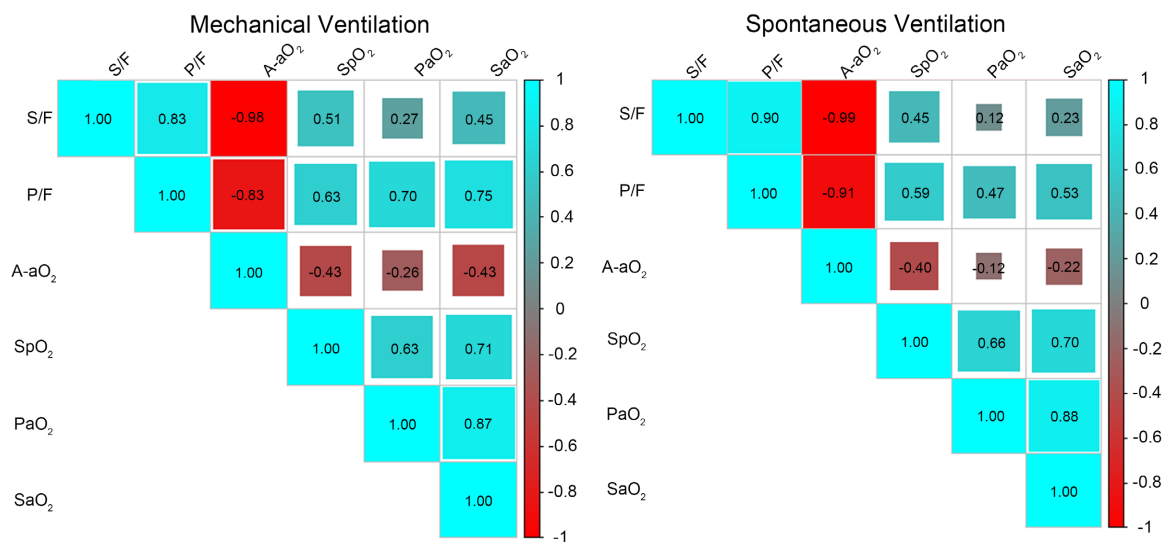 Mechanical Ventilation
S/F P/F A-aO₂ SpO₂ PaO₂ SaO₂
S/F 1.00 0.83 -0.98 0.51 0.27 0.45
P/F 1.00 -0.83 0.63 0.70 0.75
A-aO₂ 1.00 -0.43 -0.26 -0.43
SpO₂ 1.00 0.63 0.71
PaO₂ 1.00 0.87
SaO₂ 1.00
1
0.8
0.6
0.4
0.2
0
-0.2
-0.4
-0.6
-0.8
-1
Spontaneous Ventilation
S/F P/F A-aO₂ SpO₂ PaO₂ SaO₂
S/F 1.00 0.90 -0.99 0.45 0.12 0.23
P/F 1.00 -0.91 0.59 0.47 0.53
A-aO₂ 1.00 -0.40 -0.12 -0.22
SpO₂ 1.00 0.66 0.70
PaO₂ 1.00 0.88
SaO₂ 1.00
1
0.8
0.6
0.4
0.2
0
-0.2
-0.4
-0.6
-0.8
-1